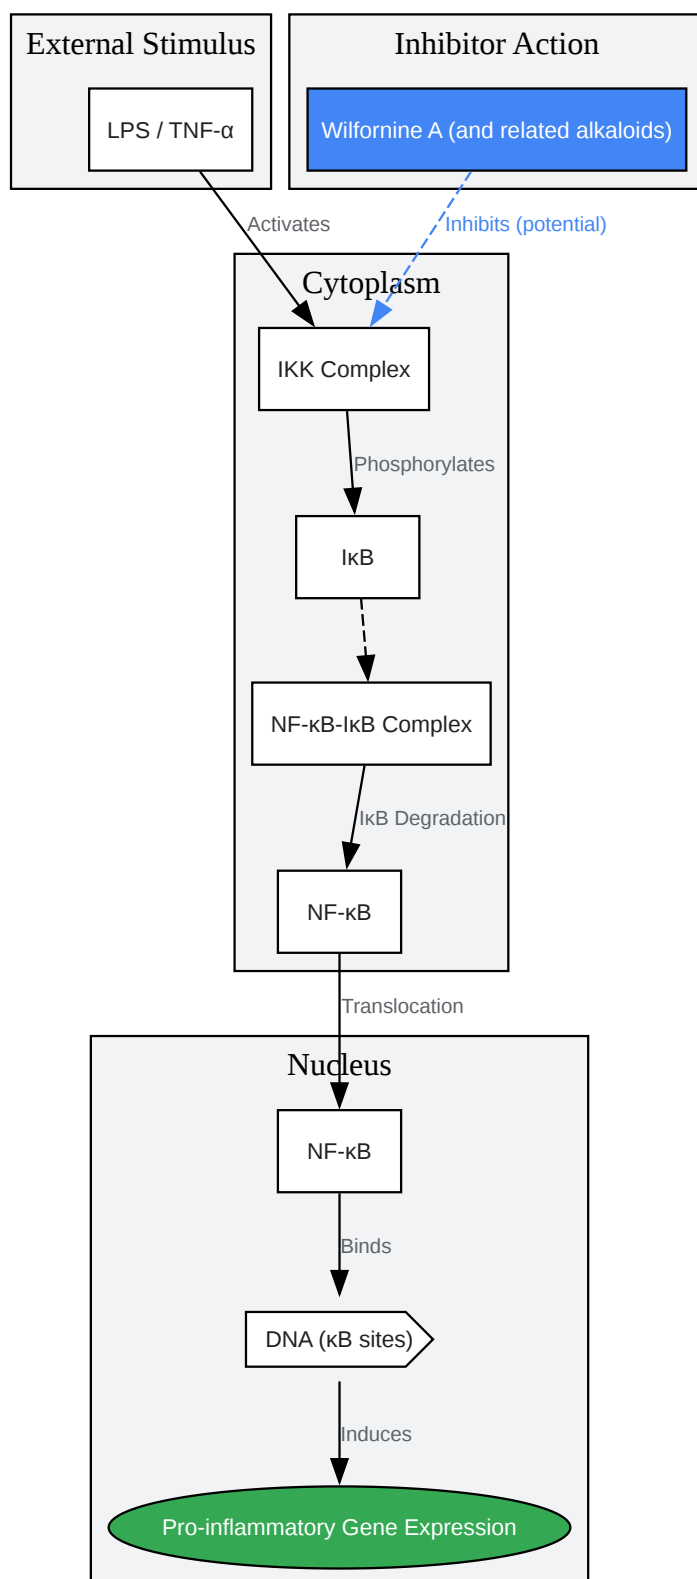 External Stimulus
Inhibitor Action
LPS / TNF-α
Wilfornine A (and related alkaloids)
Activates
Inhibits (potential)
Cytoplasm
IKK Complex
Phosphorylates
IκB
NF-κB-IκB Complex
IκB Degradation
NF-κB
Translocation
Nucleus
NF-κB
Binds
DNA (κB sites)
Induces
Pro-inflammatory Gene Expression